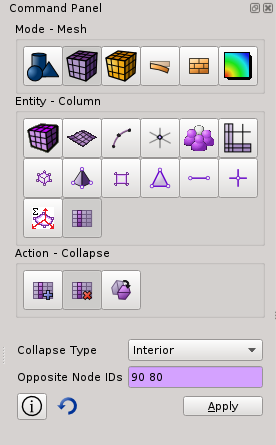 Command Panel
Mode - Mesh
Entity - Column
Action - Collapse
Collapse Type Interior
Opposite Node IDs 90 80
Apply